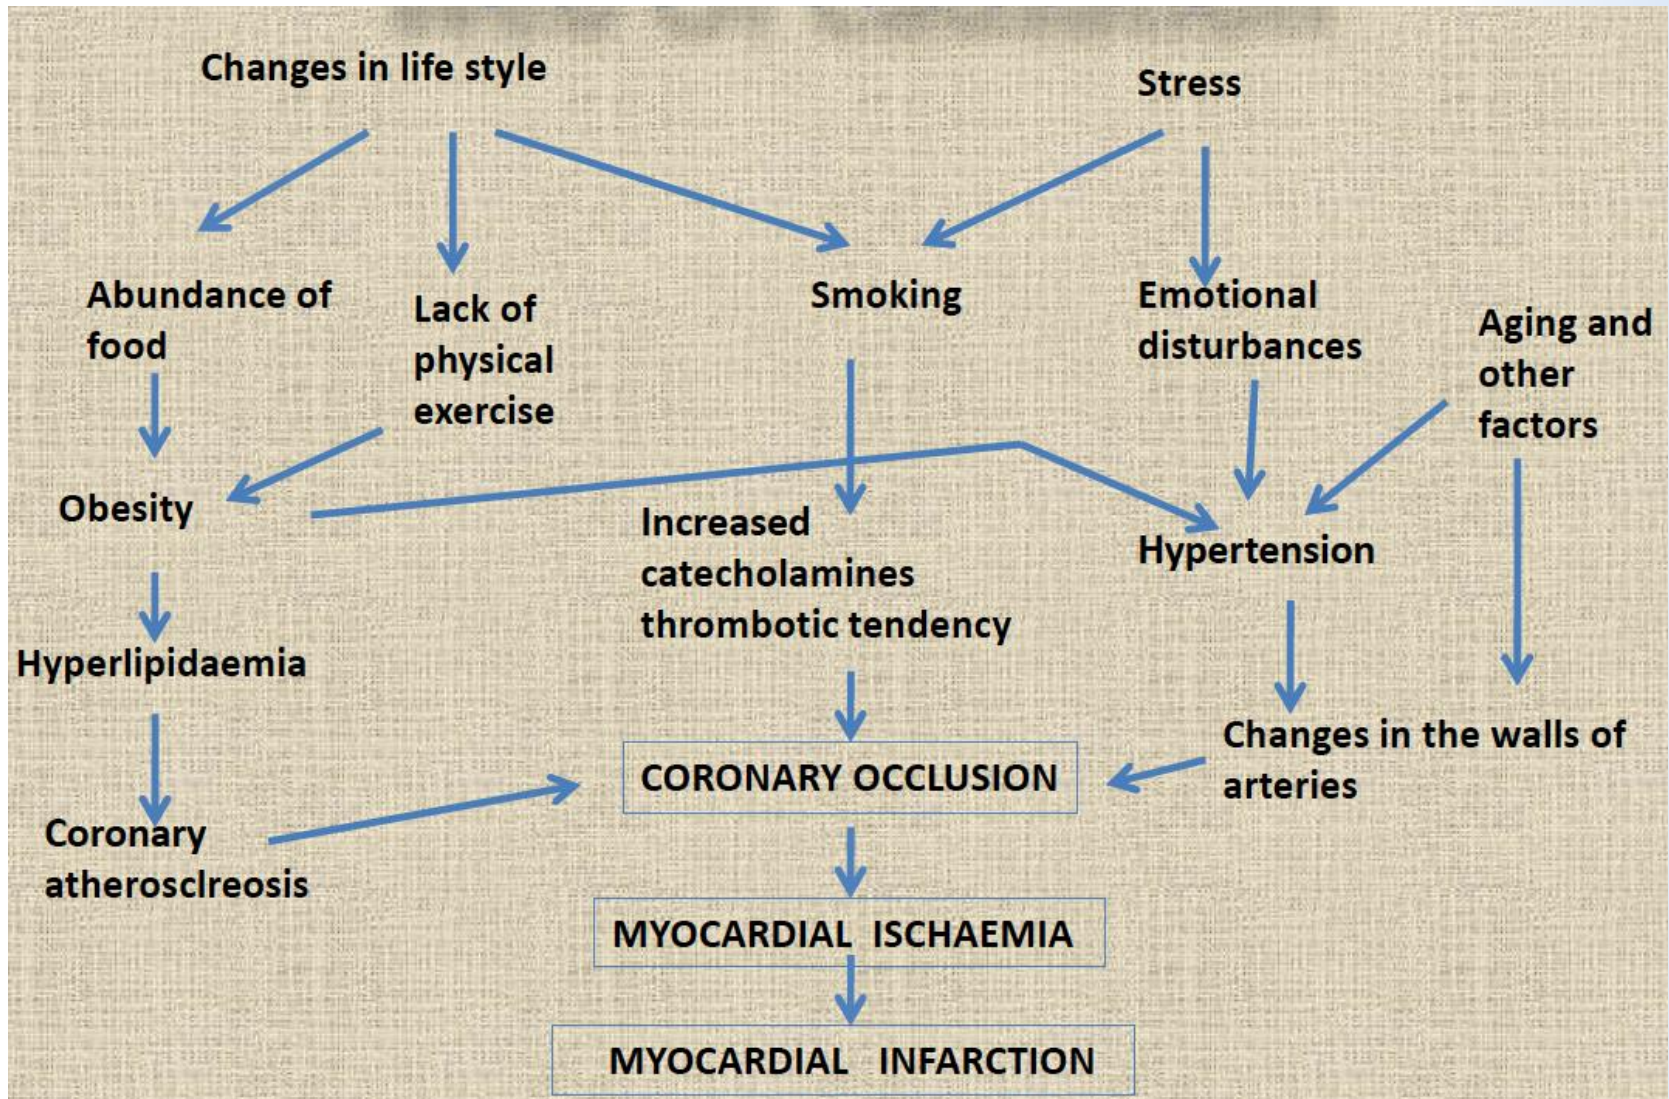 Changes in life style
Stress
Abundance of
food
Lack of
physical
exercise
Smoking
Emotional
disturbances
Aging and
other
factors
Obesity
Increased
catecholamines
thrombotic tendency
Hypertension
Hyperlipidaemia
Changes in the walls of
arteries
CORONARY OCCLUSION
Coronary
atherosclreosis
MYOCARDIAL ISCHAEMIA
MYOCARDIAL INFARCTION